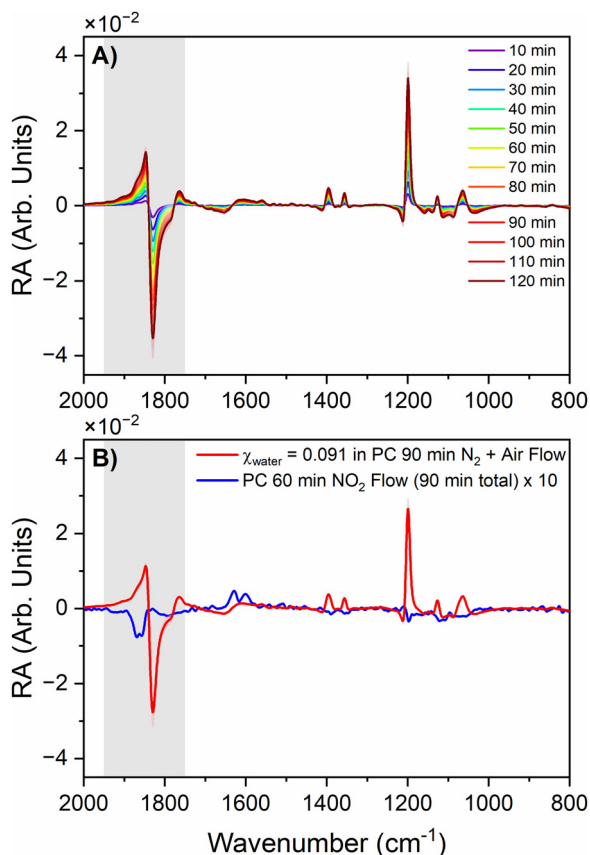 ×10⁻²
A)
4
2
0
−2
−4
RA (Arb. Units)
10 min
20 min
30 min
40 min
50 min
60 min
70 min
80 min
90 min
100 min
110 min
120 min
2000 1800 1600 1400 1200 1000 800
×10⁻²
B)
4
2
0
−2
−4
RA (Arb. Units)
χwater = 0.091 in PC 90 min N₂ + Air Flow
PC 60 min NO₂ Flow (90 min total) x 10
2000 1800 1600 1400 1200 1000 800
Wavenumber (cm⁻¹)